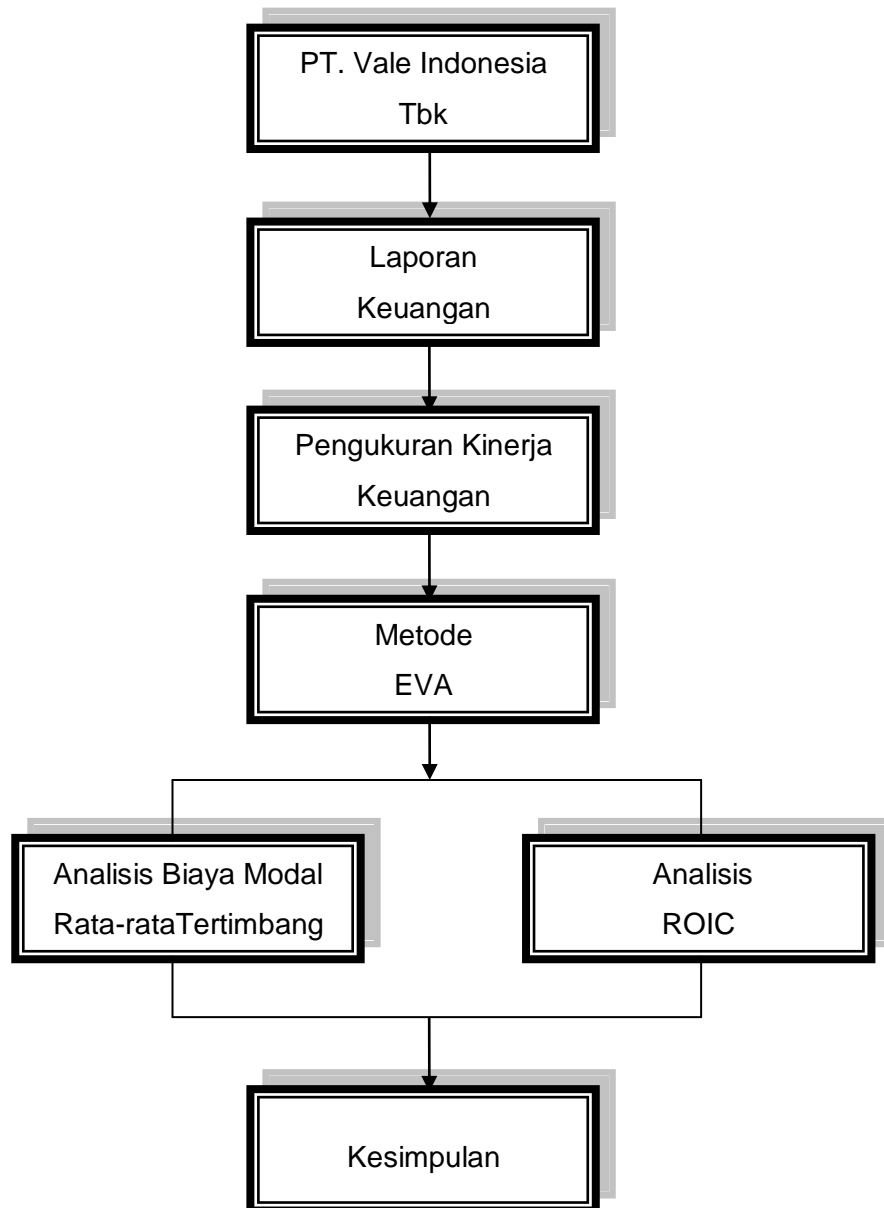 PT. Vale Indonesia
Tbk
Laporan
Keuangan
Pengukuran Kinerja
Keuangan
Metode
EVA
Analisis Biaya Modal
Rata-rataTertimbang
Analisis
ROIC
Kesimpulan